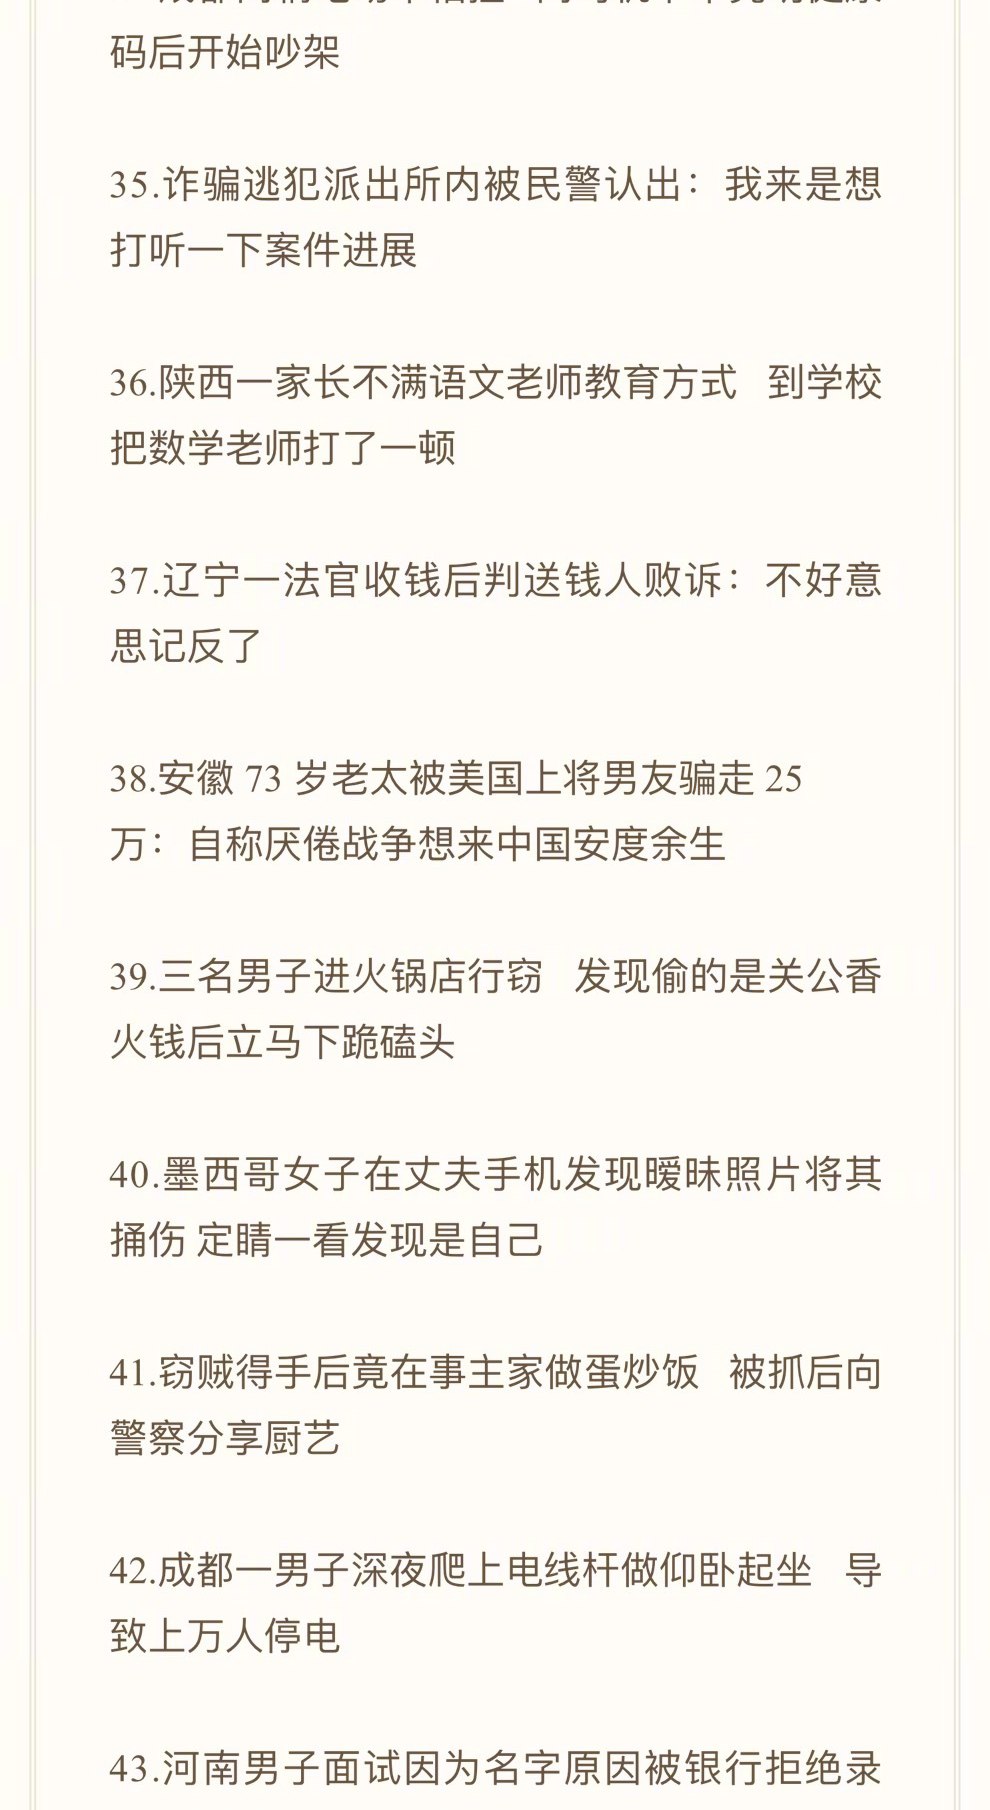 码后开始吵架
35.诈骗逃犯派出所内被民警认出：我来是想
打听一下案件进展
36.陕西一家长不满语文老师教育方式 到学校
把数学老师打了一顿
37.辽宁一法官收钱后判送钱人败诉：不好意
思记反了
38.安徽 73 岁老太被美国上将男友骗走 25
万：自称厌倦战争想来中国安度余生
39.三名男子进火锅店行窃 发现偷的是关公香
火钱后立马下跪磕头
40.墨西哥女子在丈夫手机发现暧昧照片将其
捅伤 定睛一看发现是自己
41.窃贼得手后竟在事主家做蛋炒饭 被抓后向
警察分享厨艺
42.成都一男子深夜爬上电线杆做仰卧起坐 导
致上万人停电
43.河南男子面试因为名字原因被银行拒绝录